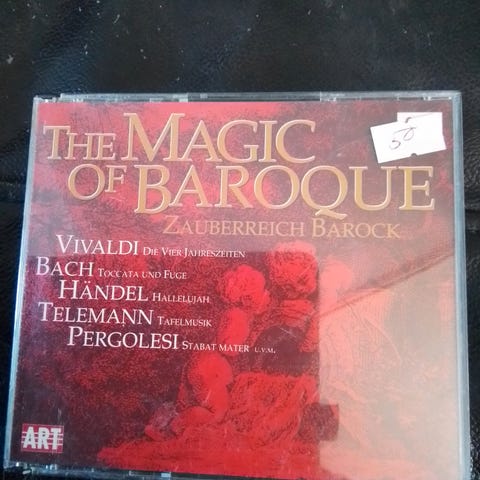 THE MAGIC
OF BAROQUE
ZAUBERREICH BAROCK
VIVALDI DIE VIER JAHRESZEITEN
BACH TOCCATA UND FUGE
HÄNDEL HALLELUJAH
TELEMANN TAFELMUSIK
PERGOLESI STABAT MATER U.V.M.
ART
50